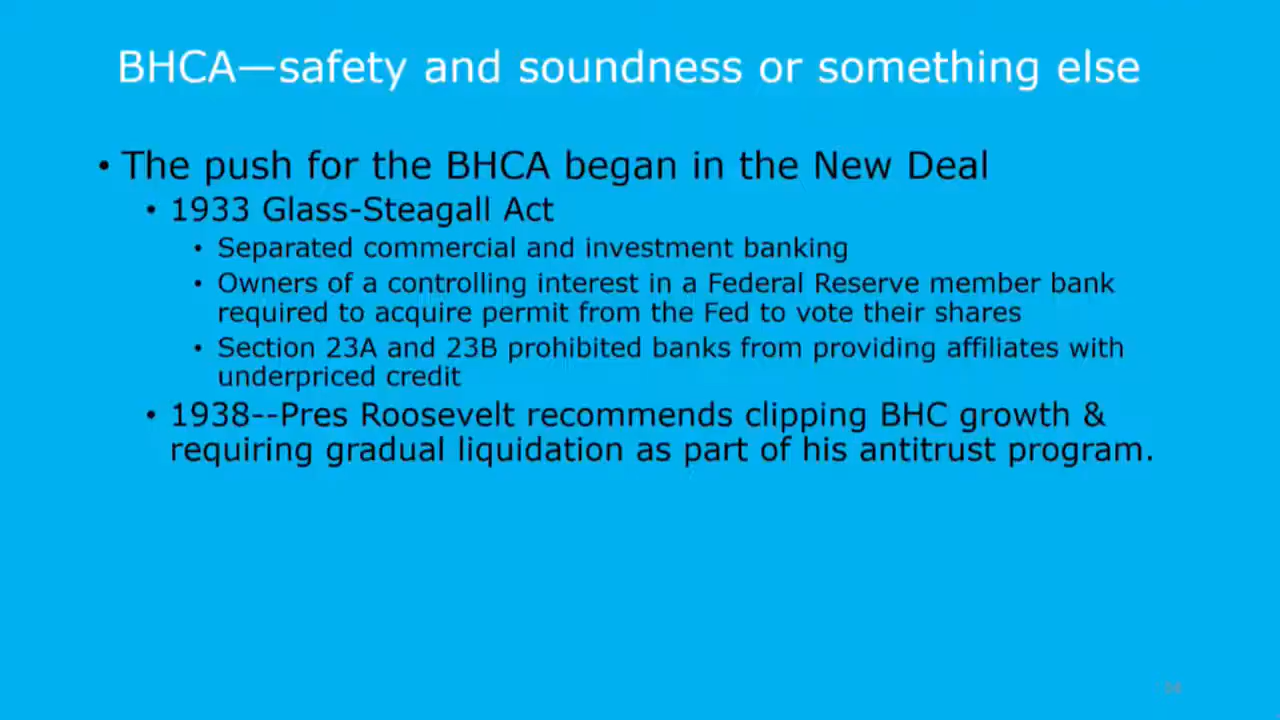 BHCA—safety and soundness or something else
• The push for the BHCA began in the New Deal
• 1933 Glass-Steagall Act
• Separated commercial and investment banking
• Owners of a controlling interest in a Federal Reserve member bank
required to acquire permit from the Fed to vote their shares
• Section 23A and 23B prohibited banks from providing affiliates with
underpriced credit
• 1938--Pres Roosevelt recommends clipping BHC growth &
requiring gradual liquidation as part of his antitrust program.